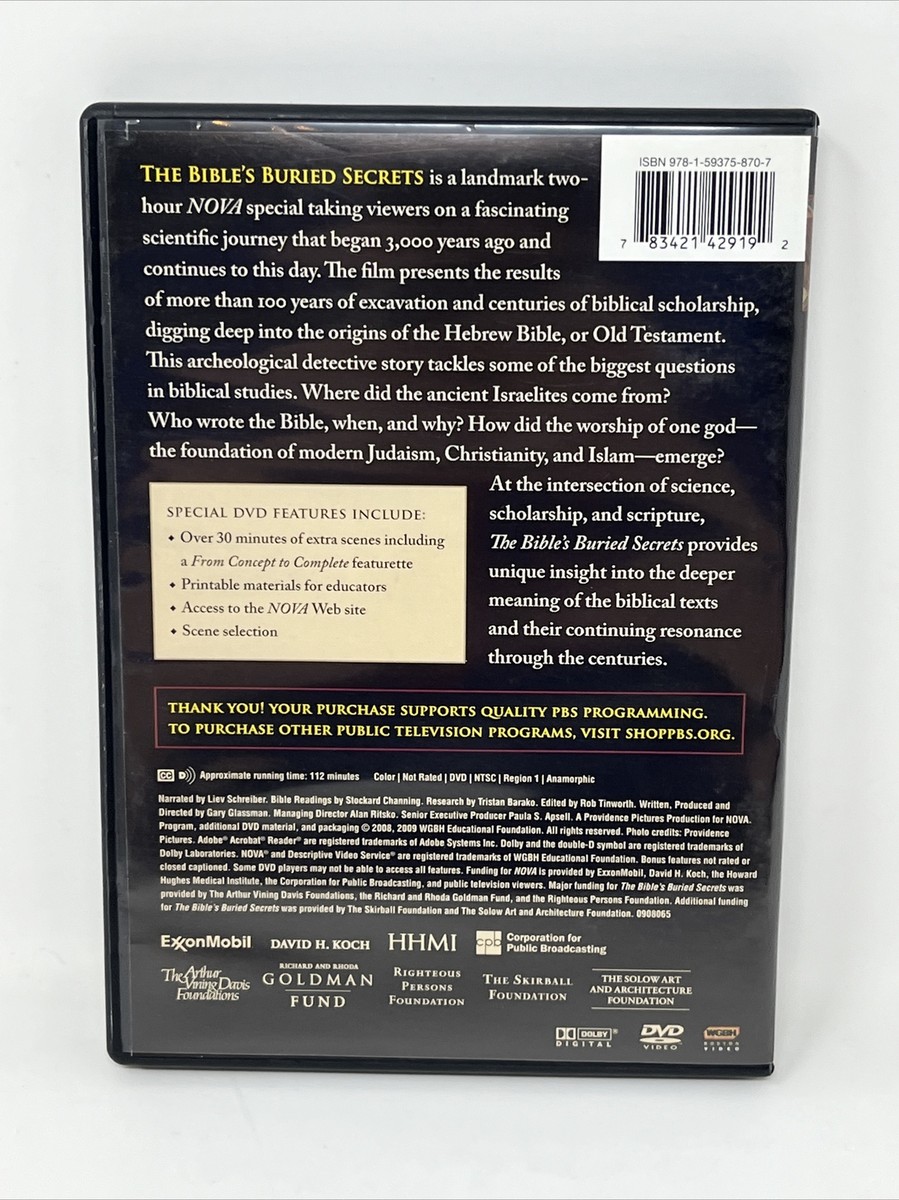 ISBN 978-1-59375-870-7
7 83421 42919 2
THE BIBLE'S BURIED SECRETS is a landmark two-
hour NOVA special taking viewers on a fascinating
scientific journey that began 3,000 years ago and
continues to this day. The film presents the results
of more than 100 years of excavation and centuries of biblical scholarship,
digging deep into the origins of the Hebrew Bible, or Old Testament.
This archeological detective story tackles some of the biggest questions
in biblical studies. Where did the ancient Israelites come from?
Who wrote the Bible, when, and why? How did the worship of one god—
the foundation of modern Judaism, Christianity, and Islam—emerge?
At the intersection of science,
scholarship, and scripture,
The Bible's Buried Secrets provides
unique insight into the deeper
meaning of the biblical texts
and their continuing resonance
through the centuries.
SPECIAL DVD FEATURES INCLUDE:
• Over 30 minutes of extra scenes including
a From Concept to Complete featurette
• Printable materials for educators
• Access to the NOVA Web site
• Scene selection
THANK YOU! YOUR PURCHASE SUPPORTS QUALITY PBS PROGRAMMING.
TO PURCHASE OTHER PUBLIC TELEVISION PROGRAMS, VISIT SHOPPBS.ORG.
CC D))) Approximate running time: 112 minutes Color | Not Rated | DVD | NTSC | Region 1 | Anamorphic
Narrated by Liev Schreiber. Bible Readings by Stockard Channing. Research by Tristan Barako. Edited by Rob Tinworth. Written, Produced and
Directed by Gary Glassman. Managing Director Alan Ritsko. Senior Executive Producer Paula S. Apsell. A Providence Pictures Production for NOVA.
Program, additional DVD material, and packaging © 2008, 2009 WGBH Educational Foundation. All rights reserved. Photo credits: Providence
Pictures. Adobe® Acrobat® Reader® are registered trademarks of Adobe Systems Inc. Dolby and the double-D symbol are registered trademarks of
Dolby Laboratories. NOVA® and Descriptive Video Service® are registered trademarks of WGBH Educational Foundation. Bonus features not rated or
closed captioned. Some DVD players may not be able to access all features. Funding for NOVA is provided by ExxonMobil, David H. Koch, the Howard
Hughes Medical Institute, the Corporation for Public Broadcasting, and public television viewers. Major funding for The Bible's Buried Secrets was
provided by The Arthur Vining Davis Foundations, the Richard and Rhoda Goldman Fund, and the Righteous Persons Foundation. Additional funding
for The Bible's Buried Secrets was provided by The Skirball Foundation and The Solow Art and Architecture Foundation. 0908065
ExxonMobil DAVID H. KOCH HHMI cpb Corporation for
Public Broadcasting
The Arthur
Vining Davis
Foundations
RICHARD AND RHODA
GOLDMAN
FUND
RIGHTEOUS
PERSONS
FOUNDATION
THE SKIRBALL
FOUNDATION
THE SOLOW ART
AND ARCHITECTURE
FOUNDATION
DOLBY®
DIGITAL
DVD
VIDEO
WGBH
BOSTON
VIDEO